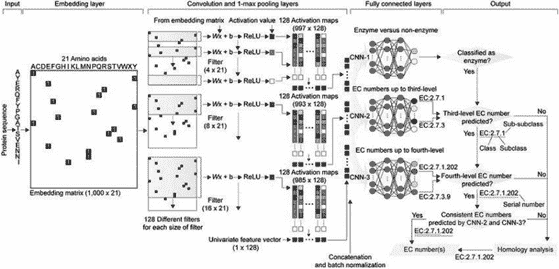 Input
Embedding layer
Convolution and 1-max pooling layers
Fully connected layers
Output
21 Amino acids
ACDEFGHIKLMNPQRSTVWXY
Protein sequence
Embedding matrix (1,000 x 21)
From embedding matrix
Activation value
128 Activation maps
(997 x 128)
Wx + b
ReLU
Filter
(4 x 21)
Wx + b
ReLU
128 Activation maps
(993 x 128)
Filter
(8 x 21)
Wx + b
ReLU
128 Activation maps
(985 x 128)
Filter
(16 x 21)
128 Different filters
for each size of filter
Univariate feature vector
(1 x 128)
Concatenation
and batch normalization
Enzyme versus non-enzyme
CNN-1
EC numbers up to third-level
CNN-2
EC:2.7.1
EC:2.7.3
EC numbers up to fourth-level
CNN-3
EC:2.7.1.202
EC:2.7.3.9
Classified as
enzyme?
Yes
Third-level EC number
predicted?
No
Yes
EC:2.7.1
Sub-subclass
Class
Subclass
Fourth-level EC number
predicted?
No
Yes
EC:2.7.1.202
Serial number
Consistent EC numbers
predicted by CNN-2 and CNN-3?
Yes
No
EC:2.7.1.202
EC number(s)
Homology analysis
EC:2.7.1.202